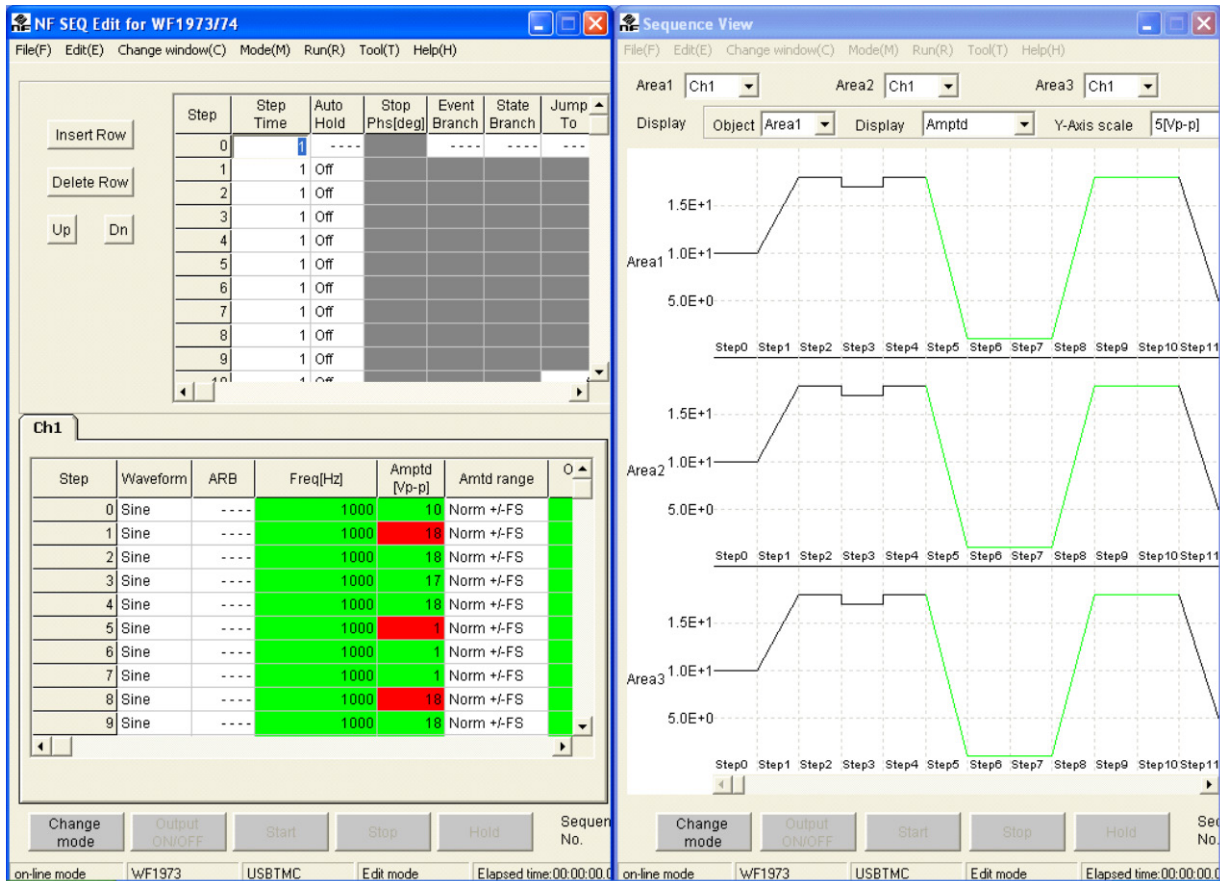 NF SEQ Edit for WF1973/74
File(F) Edit(E) Change window(C) Mode(M) Run(R) Tool(T) Help(H)
Insert Row
Delete Row
Up Dn
Step Step Time Auto Hold Stop Phs[deg] Event Branch State Branch Jump To
0 1 ---- ---- ---- ---
1 1 Off
2 1 Off
3 1 Off
4 1 Off
5 1 Off
6 1 Off
7 1 Off
8 1 Off
9 1 Off
10 1 Off
Ch1
Step Waveform ARB Freq[Hz] Amptd [Vp-p] Amtd range O
0 Sine ---- 1000 10 Norm +/-FS
1 Sine ---- 1000 18 Norm +/-FS
2 Sine ---- 1000 18 Norm +/-FS
3 Sine ---- 1000 17 Norm +/-FS
4 Sine ---- 1000 18 Norm +/-FS
5 Sine ---- 1000 1 Norm +/-FS
6 Sine ---- 1000 1 Norm +/-FS
7 Sine ---- 1000 1 Norm +/-FS
8 Sine ---- 1000 18 Norm +/-FS
9 Sine ---- 1000 18 Norm +/-FS
Change mode Output ON/OFF Start Stop Hold Sequen No.
on-line mode WF1973 USBTMC Edit mode Elapsed time:00:00:00.0
Sequence View
File(F) Edit(E) Change window(C) Mode(M) Run(R) Tool(T) Help(H)
Area1 Ch1 Area2 Ch1 Area3 Ch1
Display Object Area1 Display Amptd Y-Axis scale 5[Vp-p]
1.5E+1
Area1 1.0E+1
5.0E+0
Step0 Step1 Step2 Step3 Step4 Step5 Step6 Step7 Step8 Step9 Step10 Step11
1.5E+1
Area2 1.0E+1
5.0E+0
Step0 Step1 Step2 Step3 Step4 Step5 Step6 Step7 Step8 Step9 Step10 Step11
1.5E+1
Area3 1.0E+1
5.0E+0
Step0 Step1 Step2 Step3 Step4 Step5 Step6 Step7 Step8 Step9 Step10 Step11
Change mode Output ON/OFF Start Stop Hold Sec No.
on-line mode WF1973 USBTMC Edit mode Elapsed time:00:00:00.0